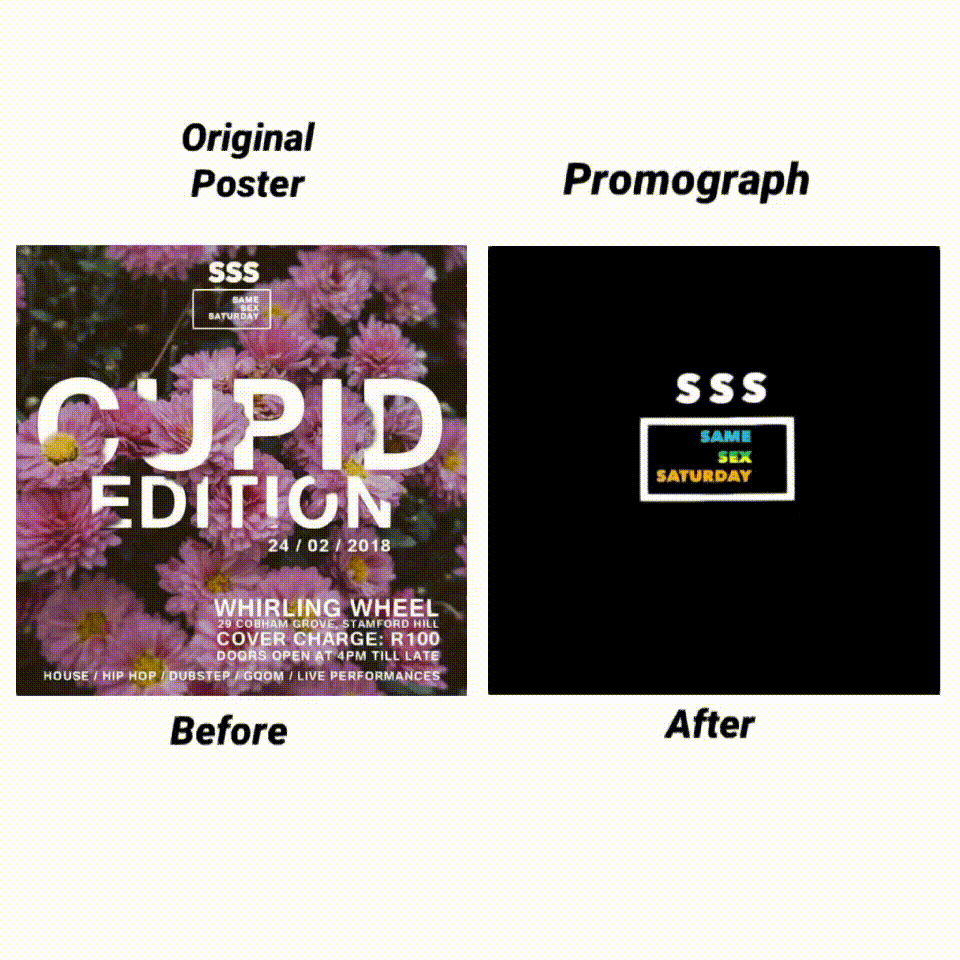 Original
Poster
Promograph
SSS
SAME
SEX
SATURDAY
CUPID
EDITION
24 / 02 / 2018
WHIRLING WHEEL
29 COBHAM GROVE, STAMFORD HILL
COVER CHARGE: R100
DOORS OPEN AT 4PM TILL LATE
HOUSE / HIP HOP / DUBSTEP / GQOM / LIVE PERFORMANCES
Before
SSS
SAME
SEX
SATURDAY
After